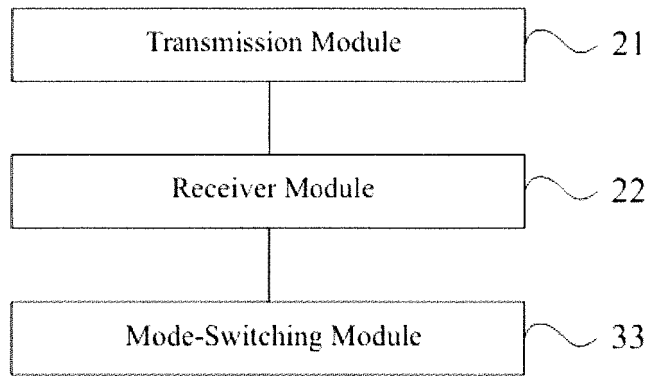 Transmission Module 21
Receiver Module 22
Mode-Switching Module 33